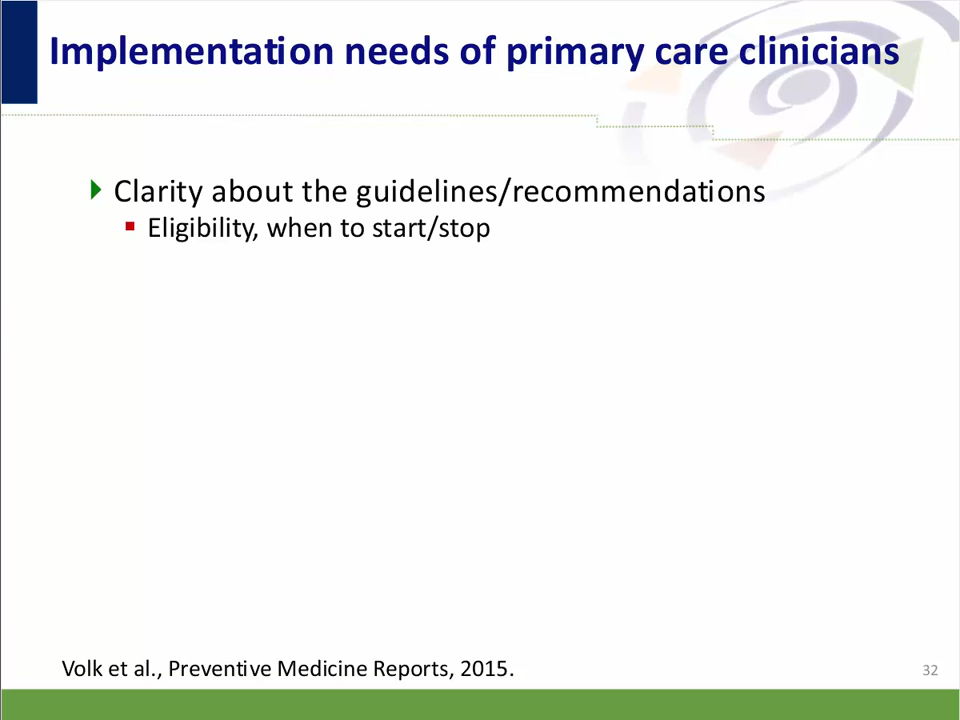 Implementation needs of primary care clinicians
Clarity about the guidelines/recommendations
Eligibility, when to start/stop
Volk et al., Preventive Medicine Reports, 2015.
32